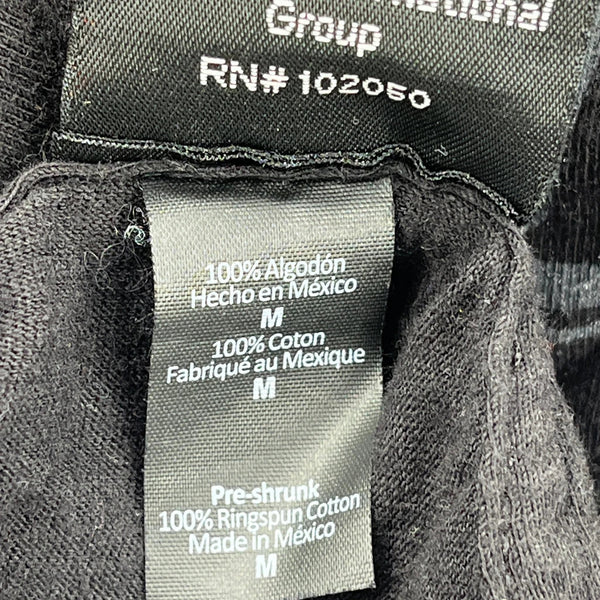 Group
RN# 102050
100% Algodón
Hecho en México
M
100% Coton
Fabriqué au Mexique
M
Pre-shrunk
100% Ringspun Cotton
Made in México
M